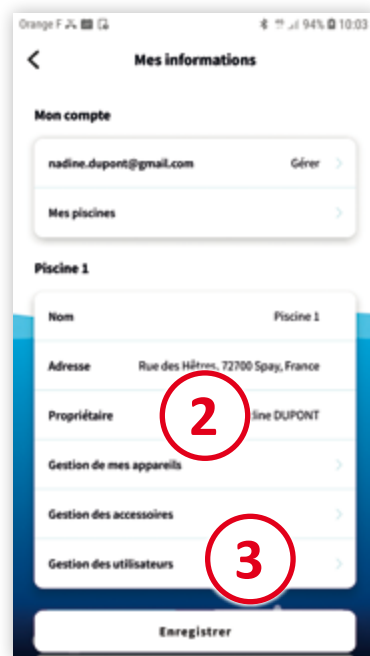 Orange F 94% 10:03
Mes informations
Mon compte
nadine.dupont@gmail.com Gérer
Mes piscines
Piscine 1
Nom Piscine 1
Adresse Rue des Hêtres, 72700 Spay, France
Propriétaire 2 DUPONT
Gestion de mes appareils
Gestion des accessoires
Gestion des utilisateurs 3
Enregistrer